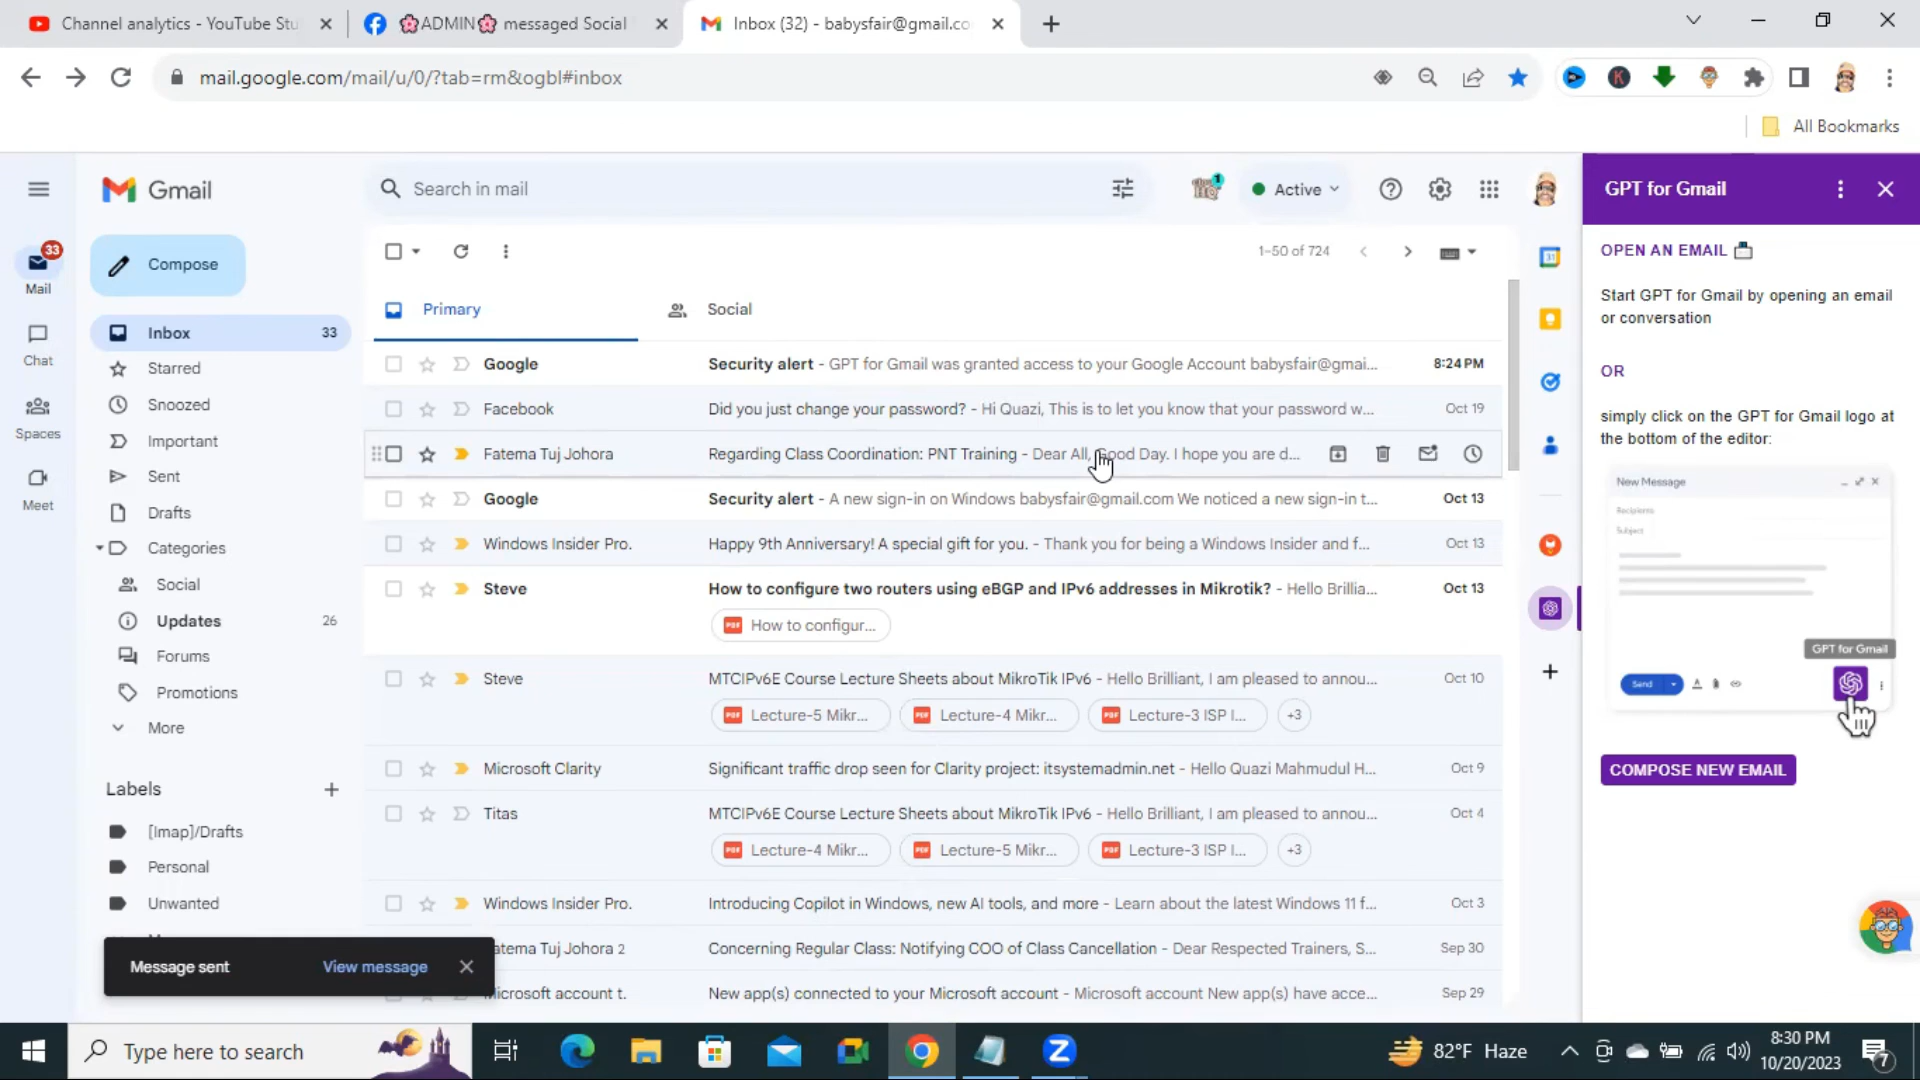 Channel analytics - YouTube Stu
🌸ADMIN🌸 messaged Social
Inbox (32) - babysfair@gmail.co
mail.google.com/mail/u/0/?tab=rm&ogbl#inbox
All Bookmarks
Gmail
Search in mail
1
Active
GPT for Gmail
33
Mail
Chat
Spaces
Meet
Compose
Inbox 33
Starred
Snoozed
Important
Sent
Drafts
Categories
Social
Updates 26
Forums
Promotions
More
Labels
[Imap]/Drafts
Personal
Unwanted
1–50 of 724
Primary
Social
Google Security alert - GPT for Gmail was granted access to your Google Account babysfair@gmai... 8:24 PM
Facebook Did you just change your password? - Hi Quazi, This is to let you know that your password w... Oct 19
Fatema Tuj Johora Regarding Class Coordination: PNT Training - Dear All, Good Day. I hope you are d...
Google Security alert - A new sign-in on Windows babysfair@gmail.com We noticed a new sign-in t... Oct 13
Windows Insider Pro. Happy 9th Anniversary! A special gift for you. - Thank you for being a Windows Insider and f... Oct 13
Steve How to configure two routers using eBGP and IPv6 addresses in Mikrotik? - Hello Brillia... Oct 13
PDF How to configur...
Steve MTCIPv6E Course Lecture Sheets about MikroTik IPv6 - Hello Brilliant, I am pleased to annou... Oct 10
PDF Lecture-5 Mikr... PDF Lecture-4 Mikr... PDF Lecture-3 ISP I... +3
Microsoft Clarity Significant traffic drop seen for Clarity project: itsystemadmin.net - Hello Quazi Mahmudul H... Oct 9
Titas MTCIPv6E Course Lecture Sheets about MikroTik IPv6 - Hello Brilliant, I am pleased to annou... Oct 4
PDF Lecture-4 Mikr... PDF Lecture-5 Mikr... PDF Lecture-3 ISP I... +3
Windows Insider Pro. Introducing Copilot in Windows, new AI tools, and more - Learn about the latest Windows 11 f... Oct 3
atema Tuj Johora 2 Concerning Regular Class: Notifying COO of Class Cancellation - Dear Respected Trainers, S... Sep 30
icrosoft account t. New app(s) connected to your Microsoft account - Microsoft account New app(s) have acce... Sep 29
Message sent View message
OPEN AN EMAIL
Start GPT for Gmail by opening an email
or conversation
OR
simply click on the GPT for Gmail logo at
the bottom of the editor:
New Message
Recipients
Subject
GPT for Gmail
Send
COMPOSE NEW EMAIL
Type here to search
82°F Haze
8:30 PM
10/20/2023
7